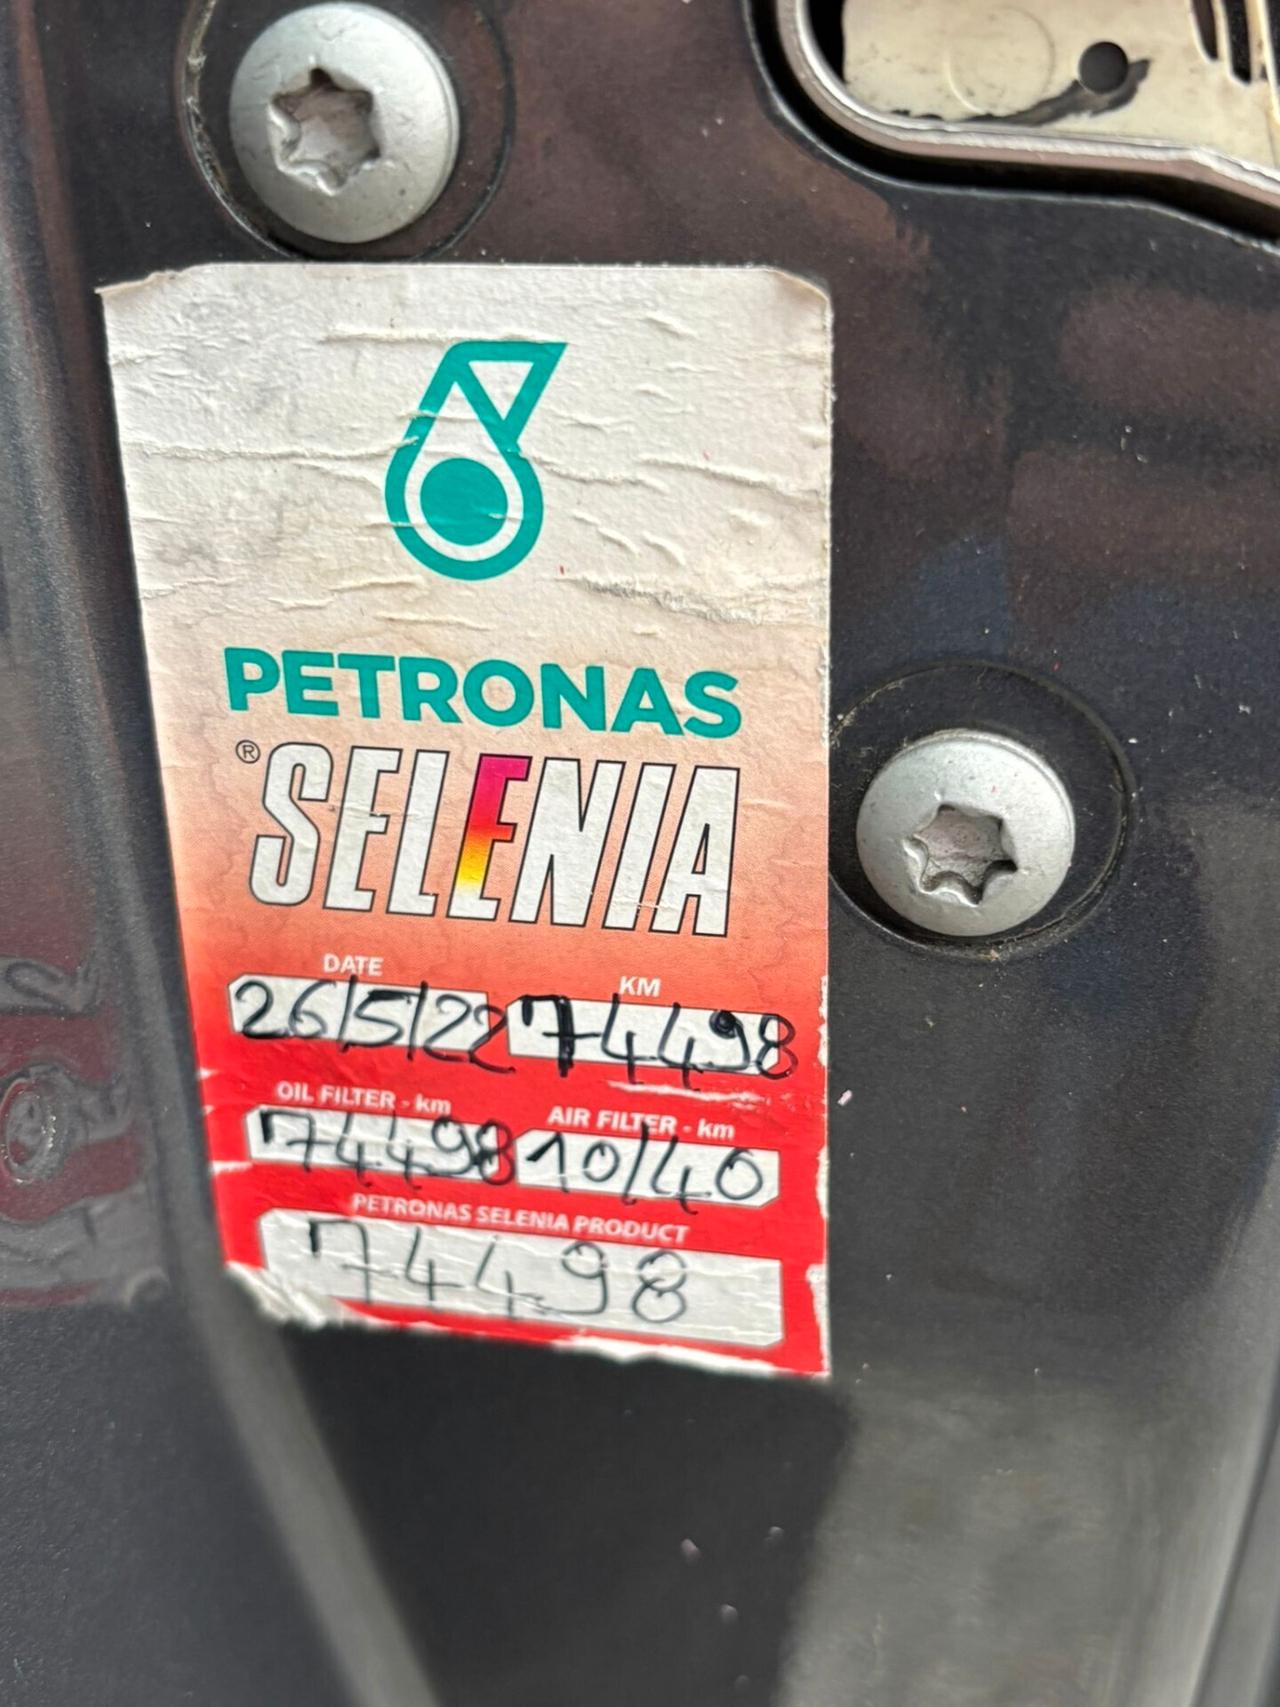 PETRONAS
® SELENIA
DATE KM
26/5/22 74498
OIL FILTER - km AIR FILTER - km
74498 10/40
PETRONAS SELENIA PRODUCT
74498